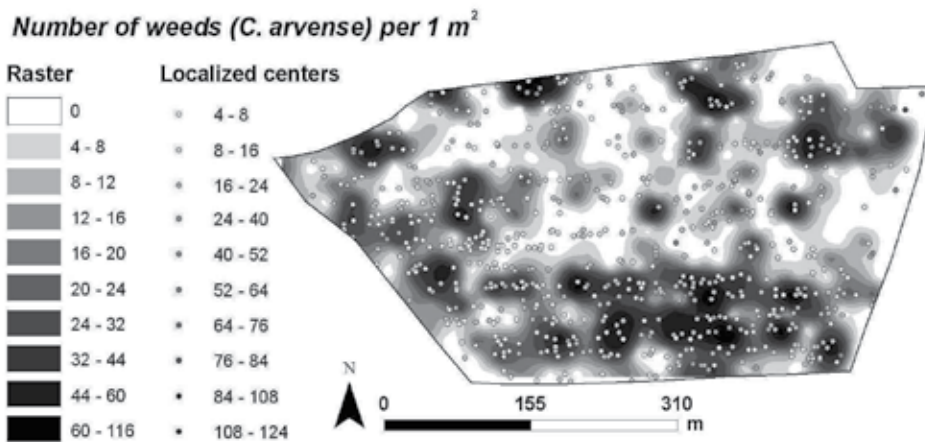 Number of weeds (C. arvense) per 1 m²
Raster
0
4 - 8
8 - 12
12 - 16
16 - 20
20 - 24
24 - 32
32 - 44
44 - 60
60 - 116
Localized centers
4 - 8
8 - 16
16 - 24
24 - 40
40 - 52
52 - 64
64 - 76
76 - 84
84 - 108
108 - 124
N
0 155 310
m